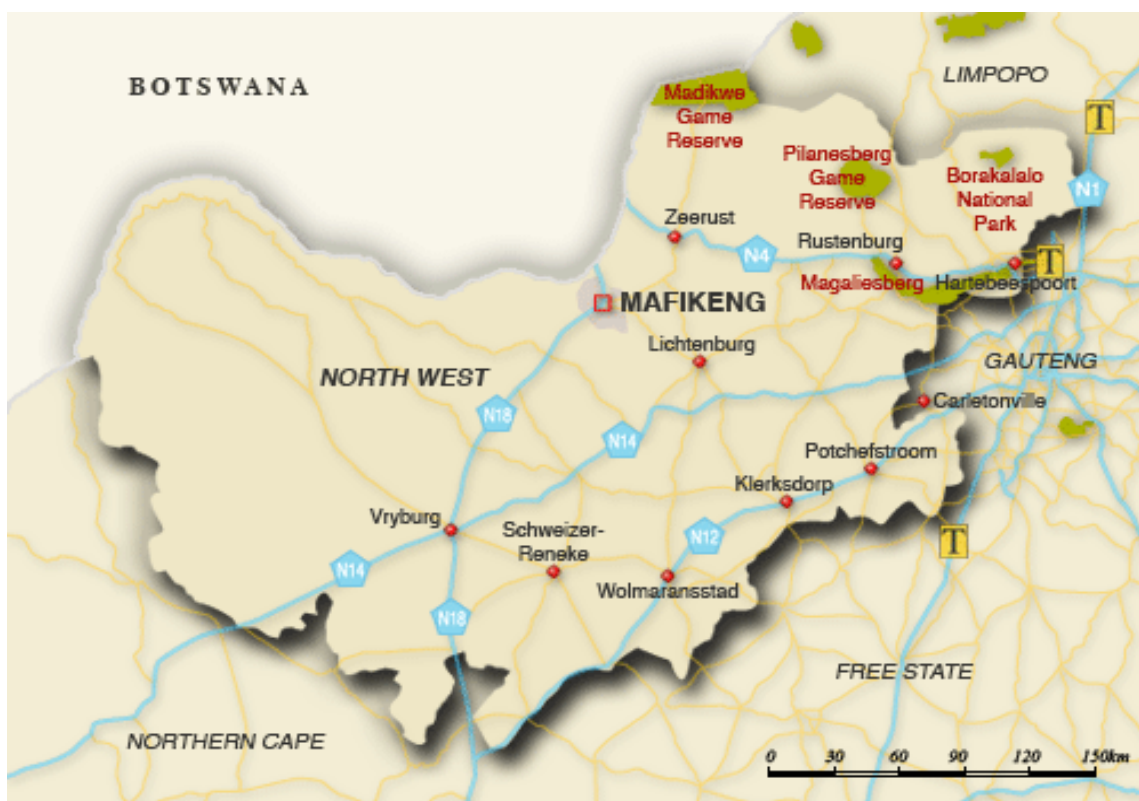 BOTSWANA
LIMPOPO
Madikwe
Game
Reserve
T
Pilanesberg
Game
Reserve
Borakalalo
National
Park
N1
Zeerust
N4
Rustenburg
T
Magaliesberg
Hartebeespoort
MAFIKENG
Lichtenburg
GAUTENG
NORTH WEST
Carletonville
N18
N14
Potchefstroom
Klerksdorp
Vryburg
Schweizer-
Reneke
N12
T
N14
Wolmaransstad
N18
FREE STATE
NORTHERN CAPE
0 30 60 90 120 150km